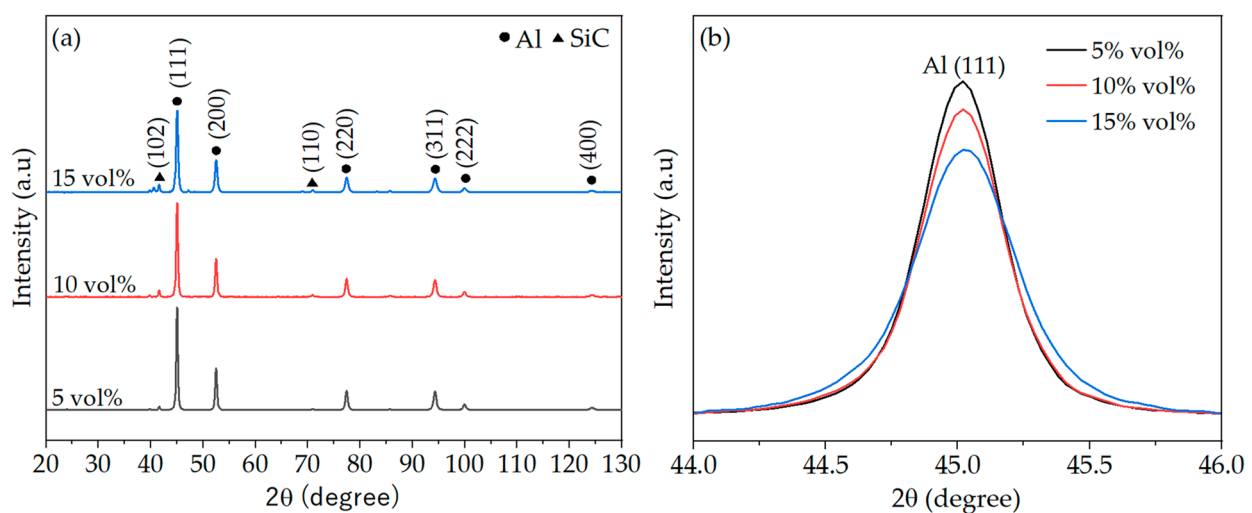 (a)
● Al ▲ SiC
(102)
(111)
(200)
(110)
(220)
(311)
(222)
(400)
15 vol%
10 vol%
5 vol%
Intensity (a.u)
20 30 40 50 60 70 80 90 100 110 120 130
2θ (degree)
(b)
Al (111)
5% vol%
10% vol%
15% vol%
Intensity (a.u)
44.0 44.5 45.0 45.5 46.0
2θ (degree)